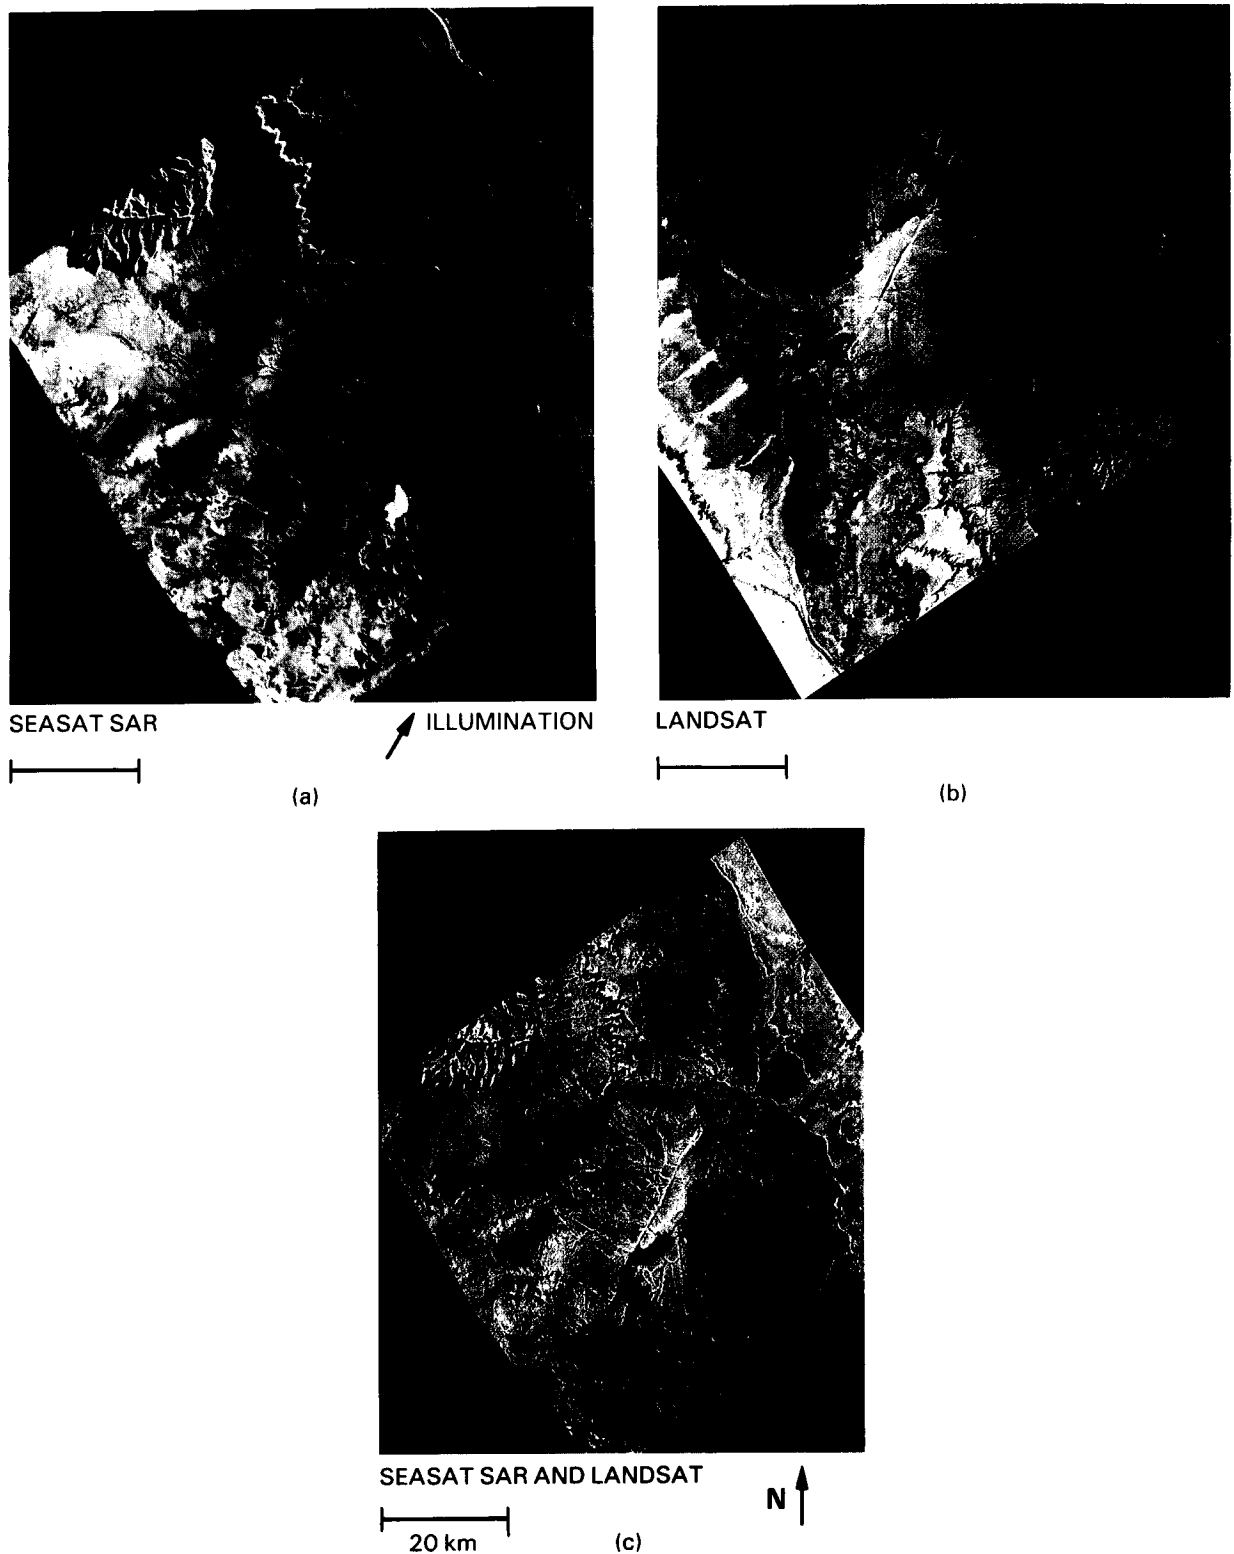 SEASAT SAR
ILLUMINATION
(a)
LANDSAT
(b)
SEASAT SAR AND LANDSAT
N
20 km
(c)